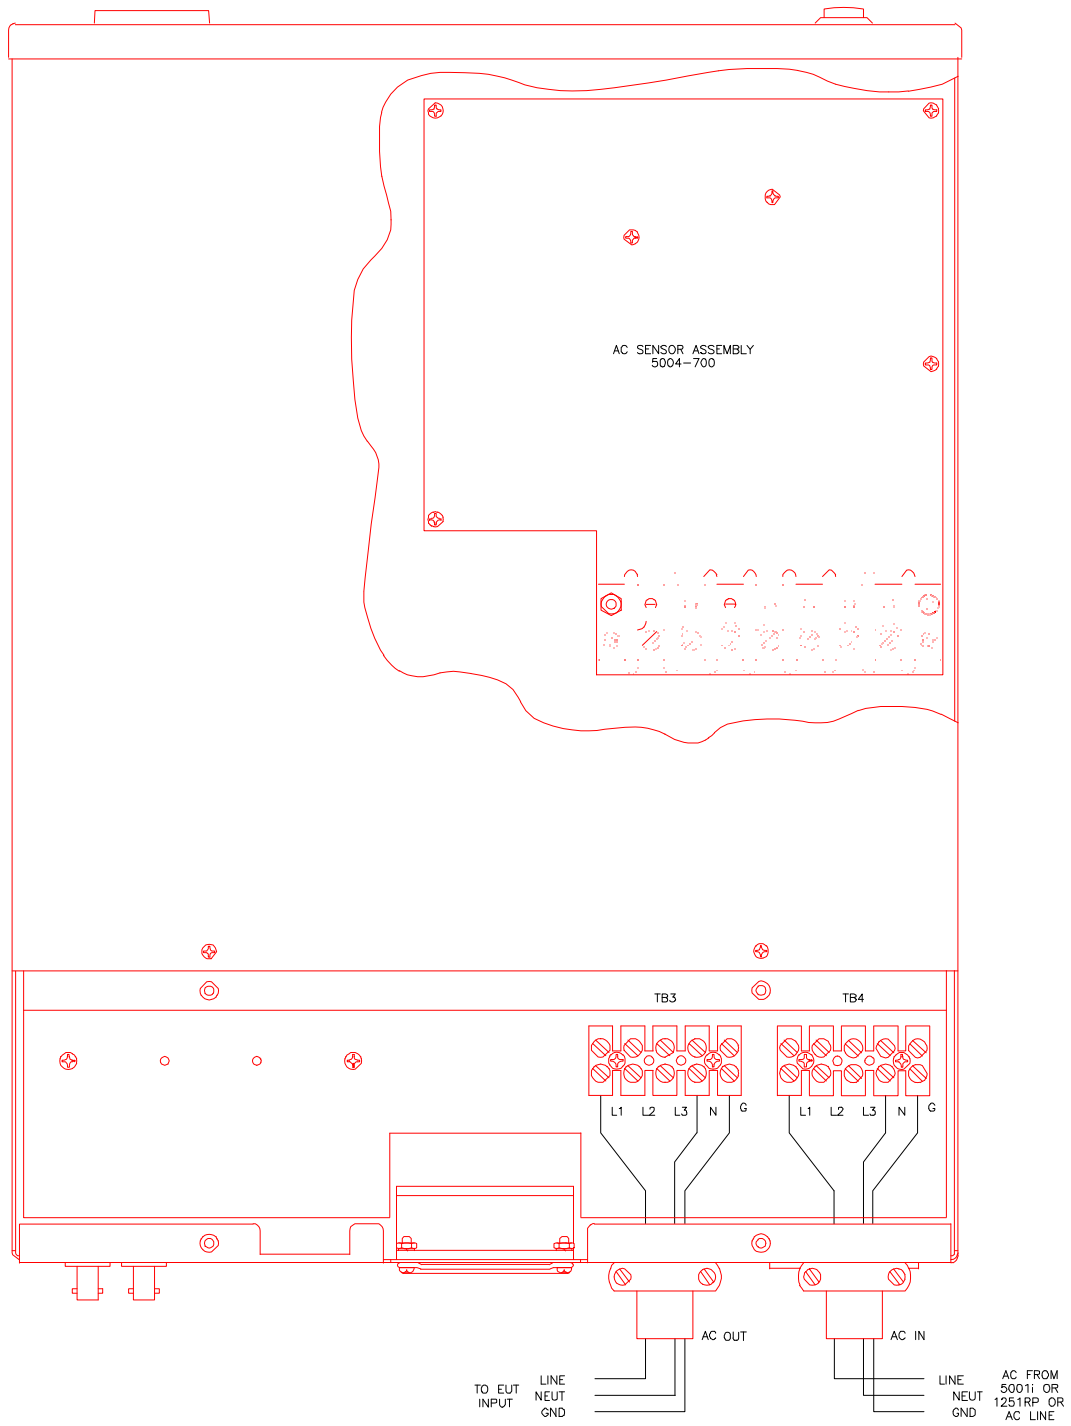 AC SENSOR ASSEMBLY
5004-700
TB3
TB4
L1 L2 L3 N G
L1 L2 L3 N G
AC OUT
AC IN
TO EUT
INPUT
LINE
NEUT
GND
LINE
NEUT
GND
AC FROM
5001i OR
1251RP OR
AC LINE